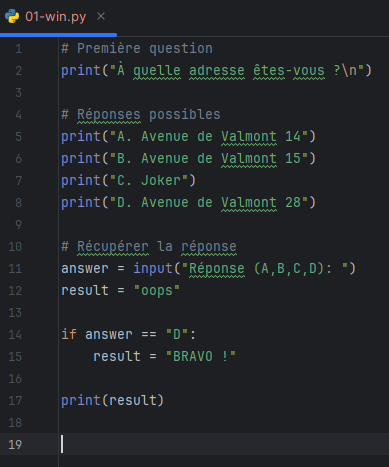 01-win.py
1 # Première question
2 print("À quelle adresse êtes-vous ?\n")
3
4 # Réponses possibles
5 print("A. Avenue de Valmont 14")
6 print("B. Avenue de Valmont 15")
7 print("C. Joker")
8 print("D. Avenue de Valmont 28")
9
10 # Récupérer la réponse
11 answer = input("Réponse (A,B,C,D): ")
12 result = "oops"
13
14 if answer == "D":
15     result = "BRAVO !"
16
17 print(result)
18
19